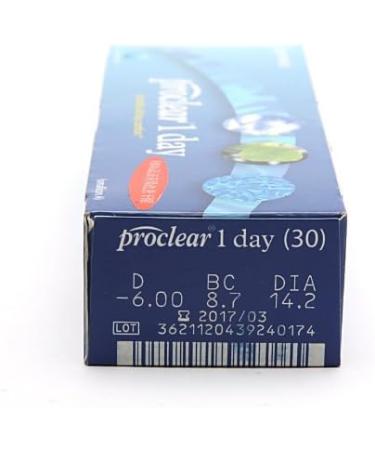 proclear 1 day
proclear® 1 day (30)
D BC DIA
-6.00 8.7 14.2
2017/03
LOT 3621120439240174